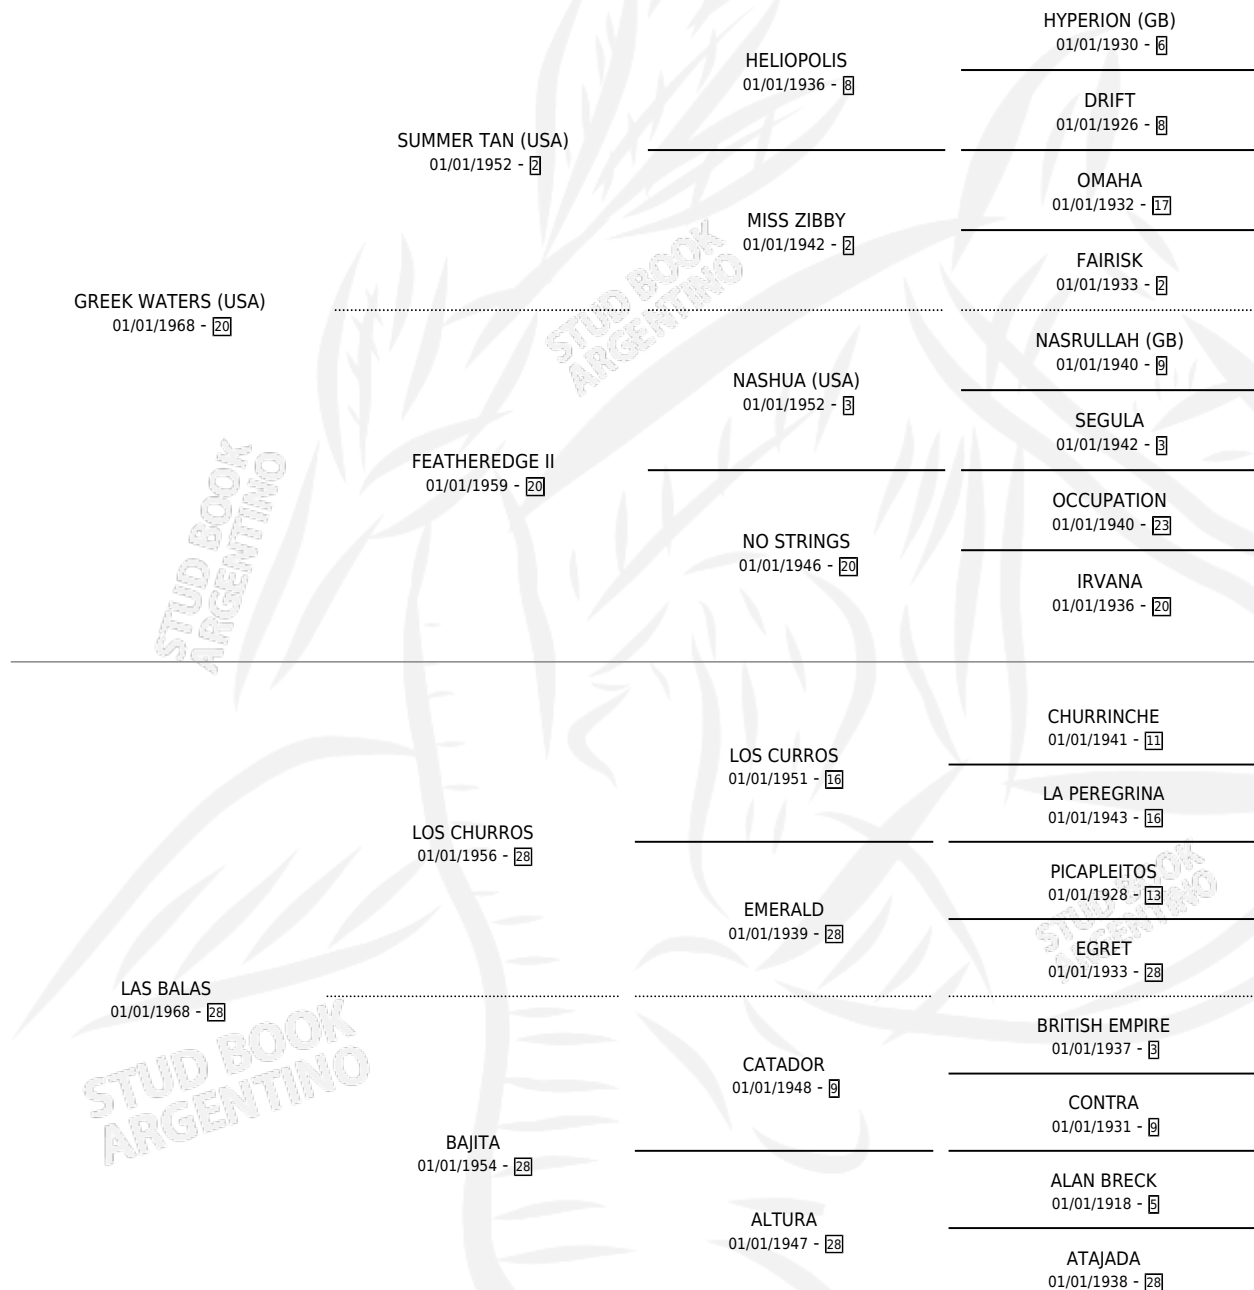 HYPERION (GB)
01/01/1930 - 6
HELIOPOLIS
01/01/1936 - 8
DRIFT
01/01/1926 - 8
SUMMER TAN (USA)
01/01/1952 - 2
OMAHA
01/01/1932 - 17
MISS ZIBBY
01/01/1942 - 2
FAIRISK
01/01/1933 - 2
GREEK WATERS (USA)
01/01/1968 - 20
STUD BOOK
ARGENTINO
NASRULLAH (GB)
01/01/1940 - 9
NASHUA (USA)
01/01/1952 - 3
SEGULA
01/01/1942 - 3
FEATHEREDGE II
01/01/1959 - 20
OCCUPATION
01/01/1940 - 23
NO STRINGS
01/01/1946 - 20
IRVANA
01/01/1936 - 20
STUD BOOK
ARGENTINO
CHURRINCHE
01/01/1941 - 11
LOS CURROS
01/01/1951 - 16
LA PEREGRINA
01/01/1943 - 16
LOS CHURROS
01/01/1956 - 28
PICAPLEITOS
01/01/1928 - 13
EMERALD
01/01/1939 - 28
EGRET
01/01/1933 - 28
STUD BOOK
ARGENTINO
LAS BALAS
01/01/1968 - 28
BRITISH EMPIRE
01/01/1937 - 3
CATADOR
01/01/1948 - 9
CONTRA
01/01/1931 - 9
STUD BOOK
ARGENTINO
BAJITA
01/01/1954 - 28
ALAN BRECK
01/01/1918 - 5
ALTURA
01/01/1947 - 28
ATAJADA
01/01/1938 - 28